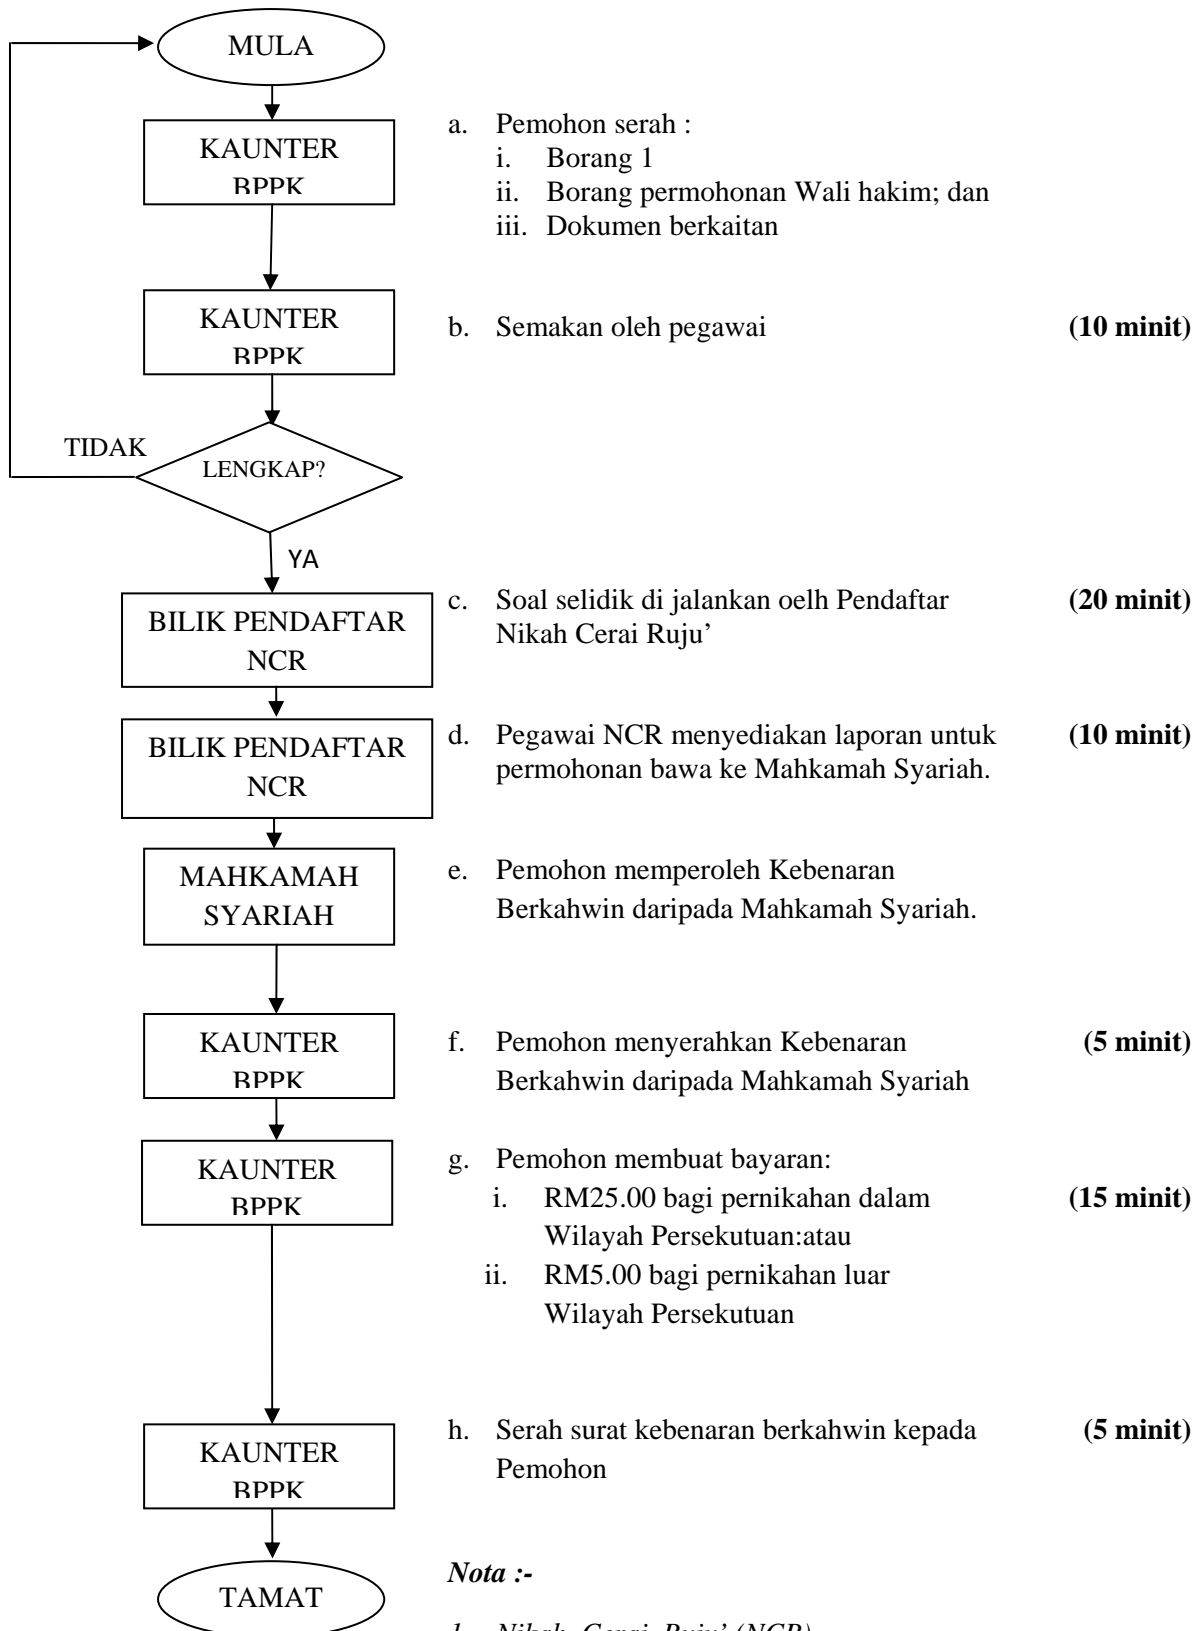 MULA
KAUNTER
BPPK
a. Pemohon serah :
i. Borang 1
ii. Borang permohonan Wali hakim; dan
iii. Dokumen berkaitan
KAUNTER
BPPK
b. Semakan oleh pegawai (10 minit)
TIDAK
LENGKAP?
YA
BILIK PENDAFTAR
NCR
c. Soal selidik di jalankan oelh Pendaftar (20 minit)
Nikah Cerai Ruju’
BILIK PENDAFTAR
NCR
d. Pegawai NCR menyediakan laporan untuk (10 minit)
permohonan bawa ke Mahkamah Syariah.
MAHKAMAH
SYARIAH
e. Pemohon memperoleh Kebenaran
Berkahwin daripada Mahkamah Syariah.
KAUNTER
BPPK
f. Pemohon menyerahkan Kebenaran (5 minit)
Berkahwin daripada Mahkamah Syariah
KAUNTER
BPPK
g. Pemohon membuat bayaran:
i. RM25.00 bagi pernikahan dalam (15 minit)
Wilayah Persekutuan:atau
ii. RM5.00 bagi pernikahan luar
Wilayah Persekutuan
KAUNTER
BPPK
h. Serah surat kebenaran berkahwin kepada (5 minit)
Pemohon
TAMAT
Nota :-
1. Nikah, Cerai, Ruju’ (NCR)